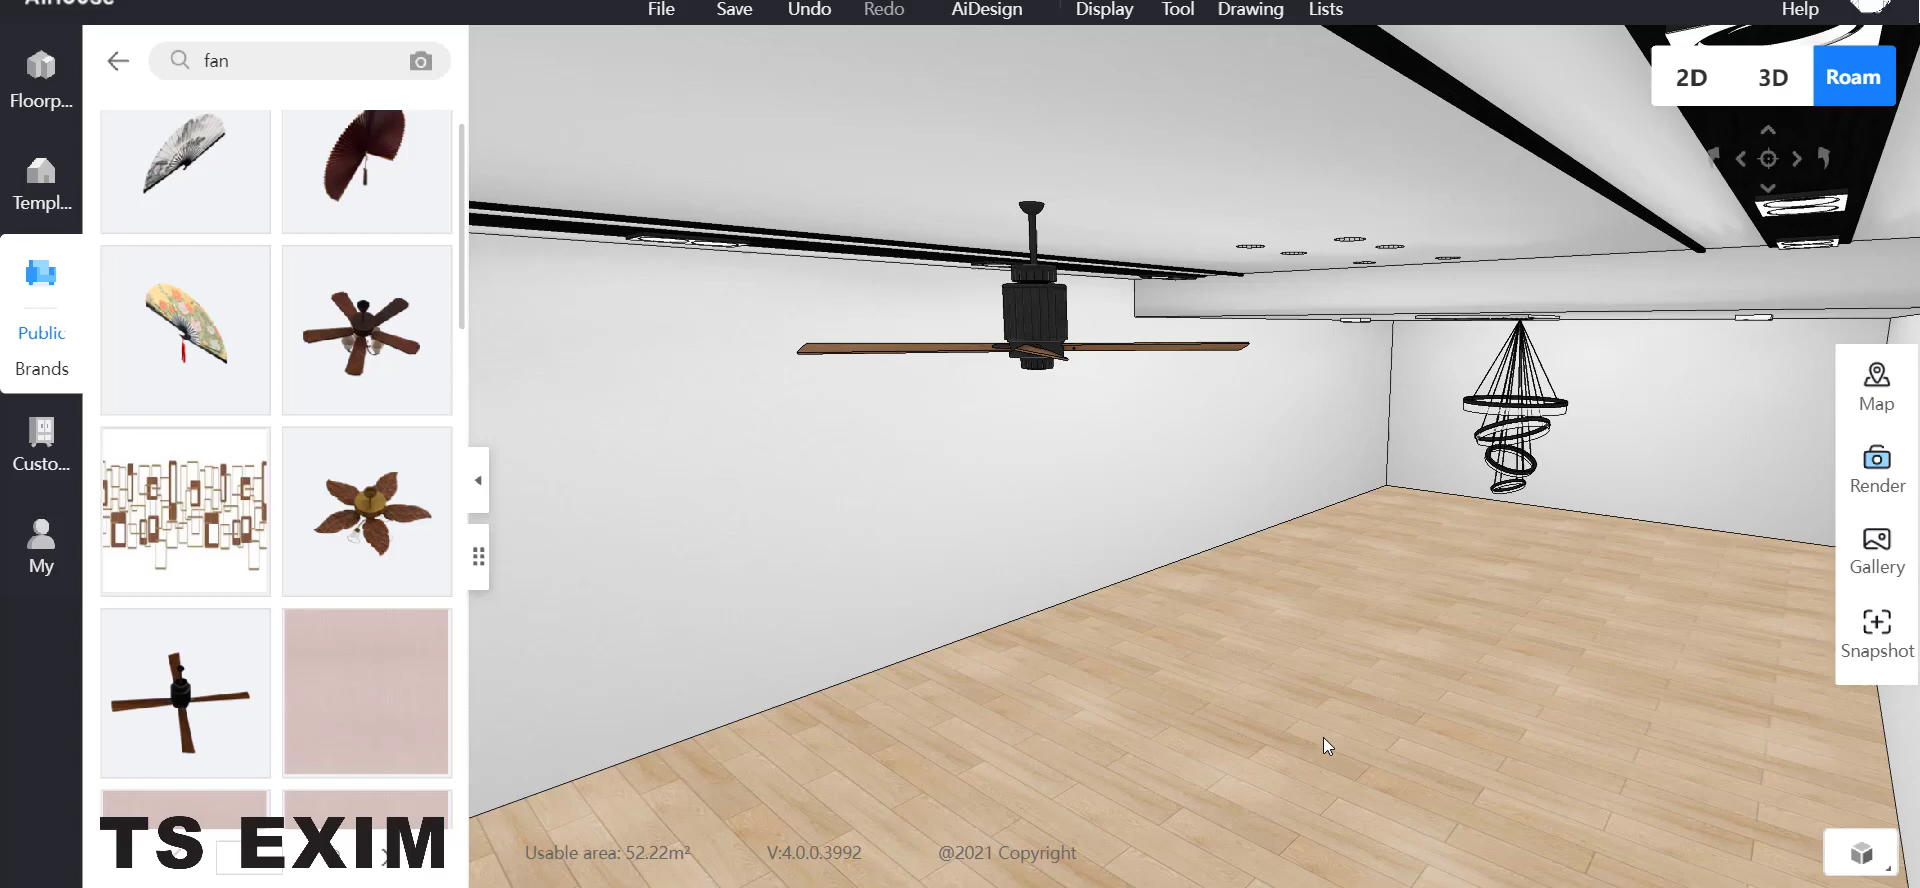 AiHouse
File Save Undo Redo AiDesign Display Tool Drawing Lists Help
fan
2D 3D Roam
Floorp...
Templ...
Public
Brands
Custo...
My
Map
Render
Gallery
Snapshot
TS EXIM
Usable area: 52.22m² V:4.0.0.3992 @2021 Copyright